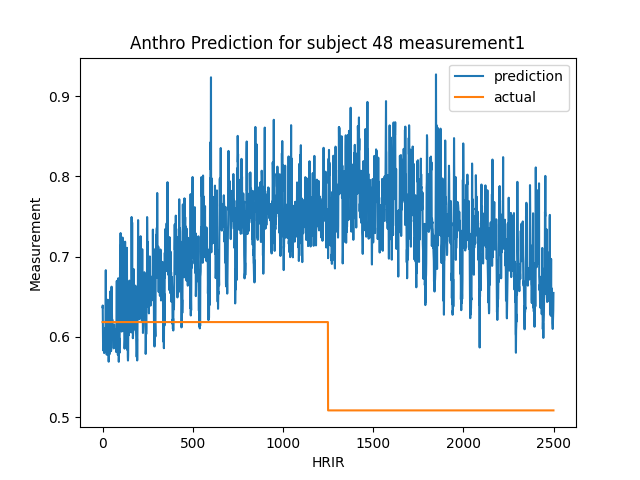 Anthro Prediction for subject 48 measurement1
prediction
actual
0.9
0.8
0.7
0.6
0.5
Measurement
0 500 1000 1500 2000 2500
HRIR